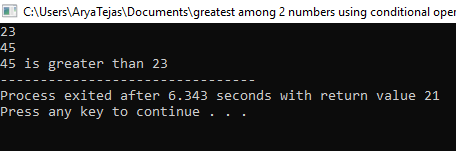 C:\Users\AryaTejas\Documents\greatest among 2 numbers using conditional oper
23
45
45 is greater than 23
--------------------------------
Process exited after 6.343 seconds with return value 21
Press any key to continue . . .